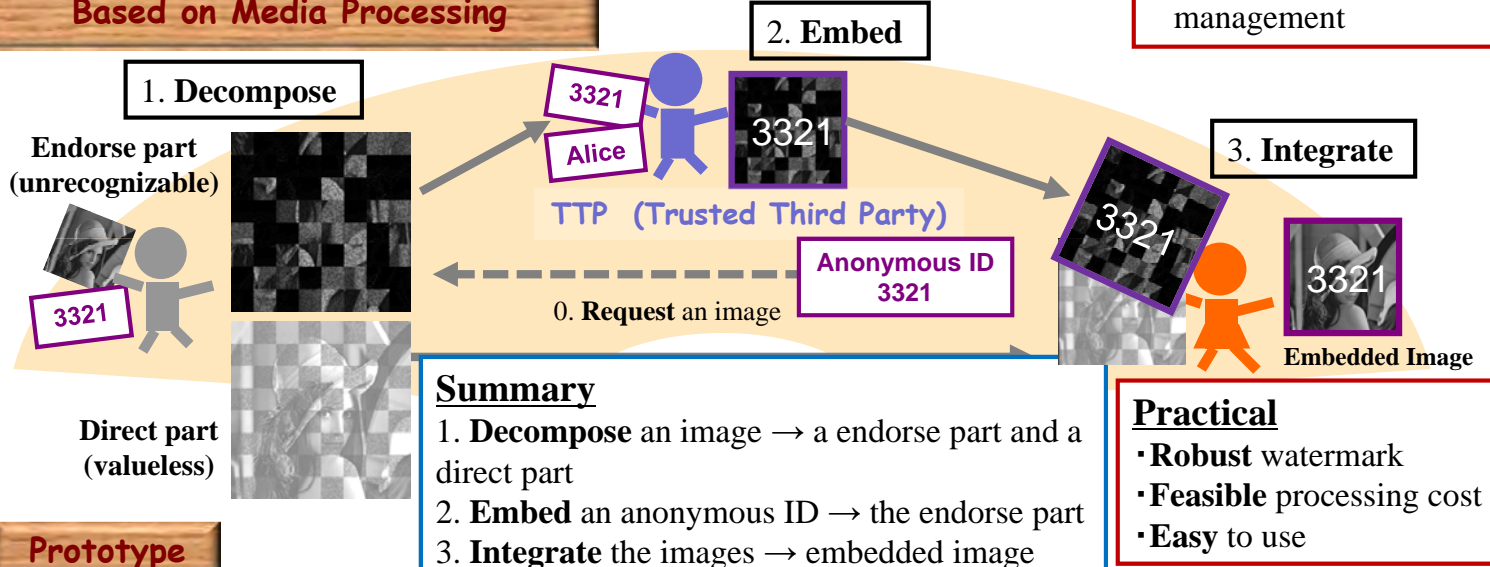 Based on Media Processing
management
2. Embed
1. Decompose
3321
Alice
3321
3. Integrate
Endorse part
(unrecognizable)
3321
TTP (Trusted Third Party)
3321
Anonymous ID
3321
3321
0. Request an image
Embedded Image
Direct part
(valueless)
Summary
1. Decompose an image → a endorse part and a
direct part
2. Embed an anonymous ID → the endorse part
3. Integrate the images → embedded image
Practical
・Robust watermark
・Feasible processing cost
・Easy to use
Prototype